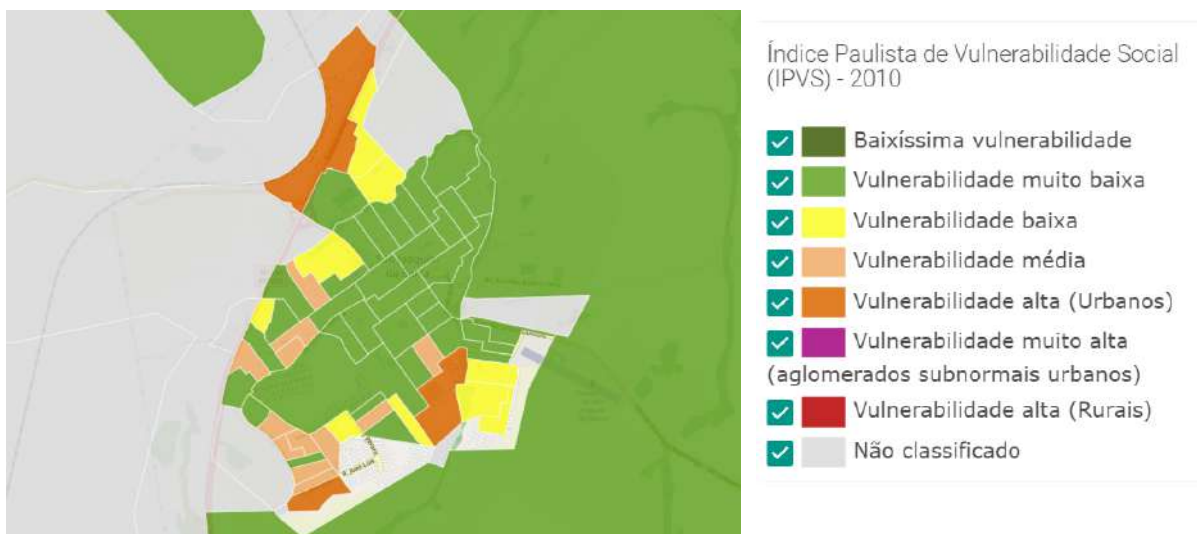 Índice Paulista de Vulnerabilidade Social
(IPVS) - 2010
Baixíssima vulnerabilidade
Vulnerabilidade muito baixa
Vulnerabilidade baixa
Vulnerabilidade média
Vulnerabilidade alta (Urbanos)
Vulnerabilidade muito alta
(aglomerados subnormais urbanos)
Vulnerabilidade alta (Rurais)
Não classificado